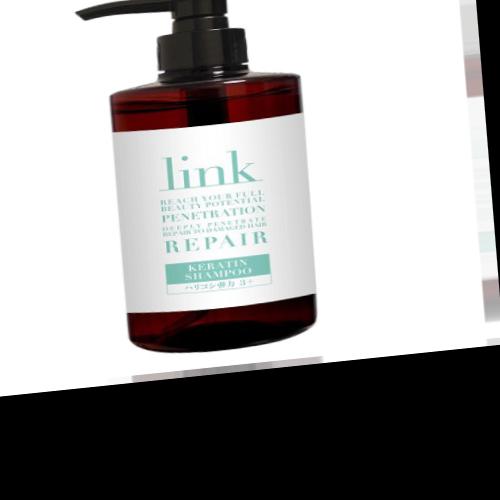 link
REACH YOUR FULL
BEAUTY POTENTIAL
PENETRATION
DEEPLY PENETRATE
REPAIR TO DAMAGED HAIR
REPAIR
KERATIN
SHAMPOO
ハリコシ弾力 3+